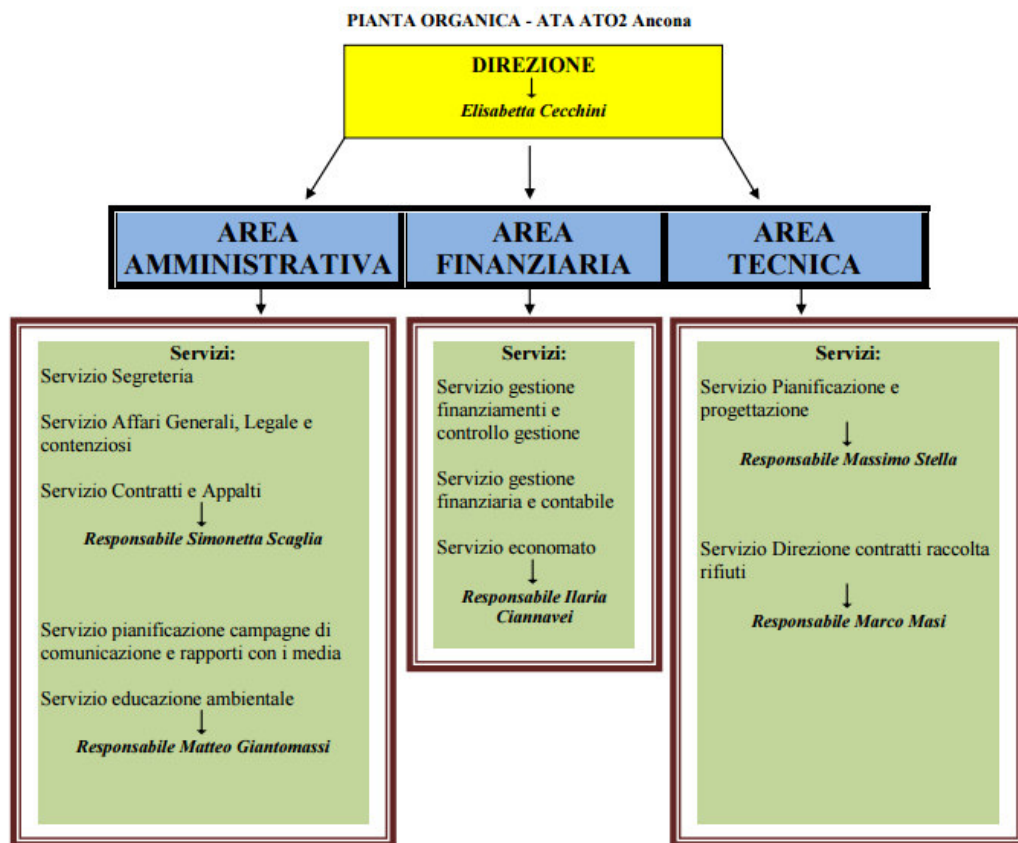 PIANTA ORGANICA - ATA ATO2 Ancona
DIREZIONE
Elisabetta Cecchini
AREA
AMMINISTRATIVA
AREA
FINANZIARIA
AREA
TECNICA
Servizi:
Servizio Segreteria
Servizio Affari Generali, Legale e
contenziosi
Servizio Contratti e Appalti
Responsabile Simonetta Scaglia
Servizio pianificazione campagne di
comunicazione e rapporti con i media
Servizio educazione ambientale
Responsabile Matteo Giantomassi
Servizi:
Servizio gestione
finanziamenti e
controllo gestione
Servizio gestione
finanziaria e contabile
Servizio economato
Responsabile Ilaria
Ciannavei
Servizi:
Servizio Pianificazione e
progettazione
Responsabile Massimo Stella
Servizio Direzione contratti raccolta
rifiuti
Responsabile Marco Masi